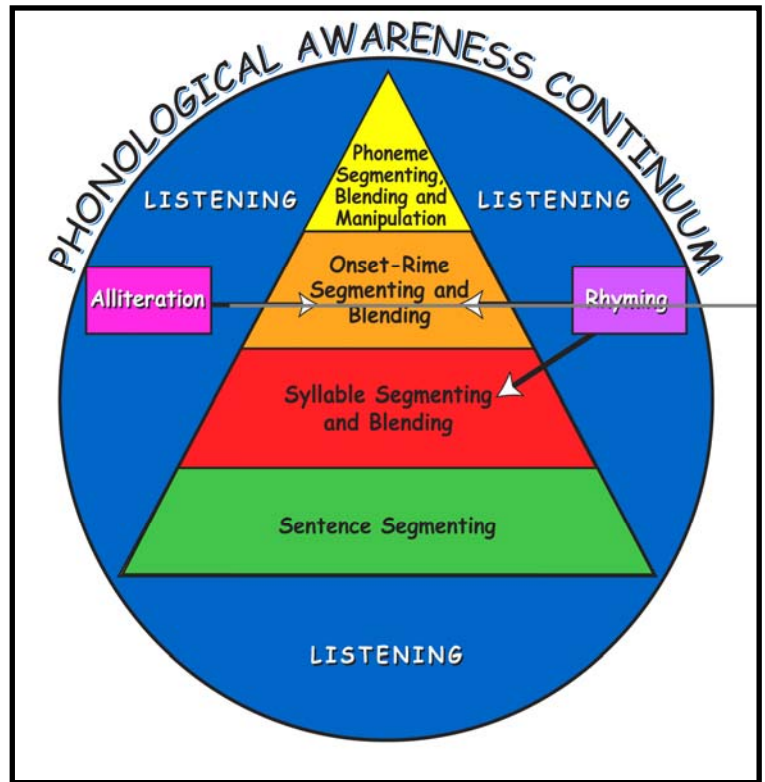 PHONOLOGICAL AWARENESS CONTINUUM
Phoneme
Segmenting,
Blending and
Manipulation
LISTENING
LISTENING
Onset-Rime
Segmenting and
Blending
Alliteration
Rhyming
Syllable Segmenting
and Blending
Sentence Segmenting
LISTENING